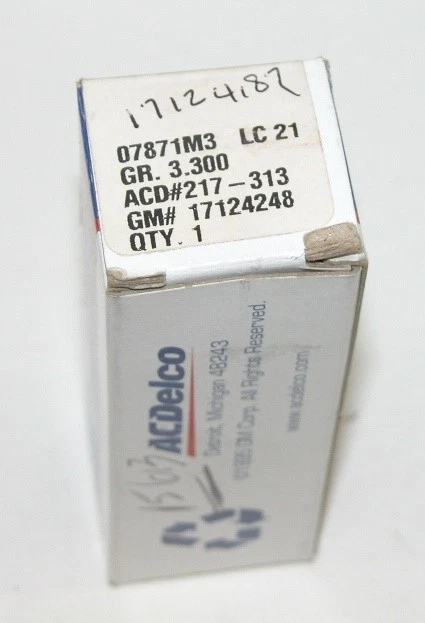 17124187
07871M3 LC 21
GR. 3.300
ACD#217-313
GM# 17124248
QTY. 1
ACDelco
Detroit, Michigan 48243
©1995 GM Corp. All Rights Reserved.
www.acdelco.com
1563